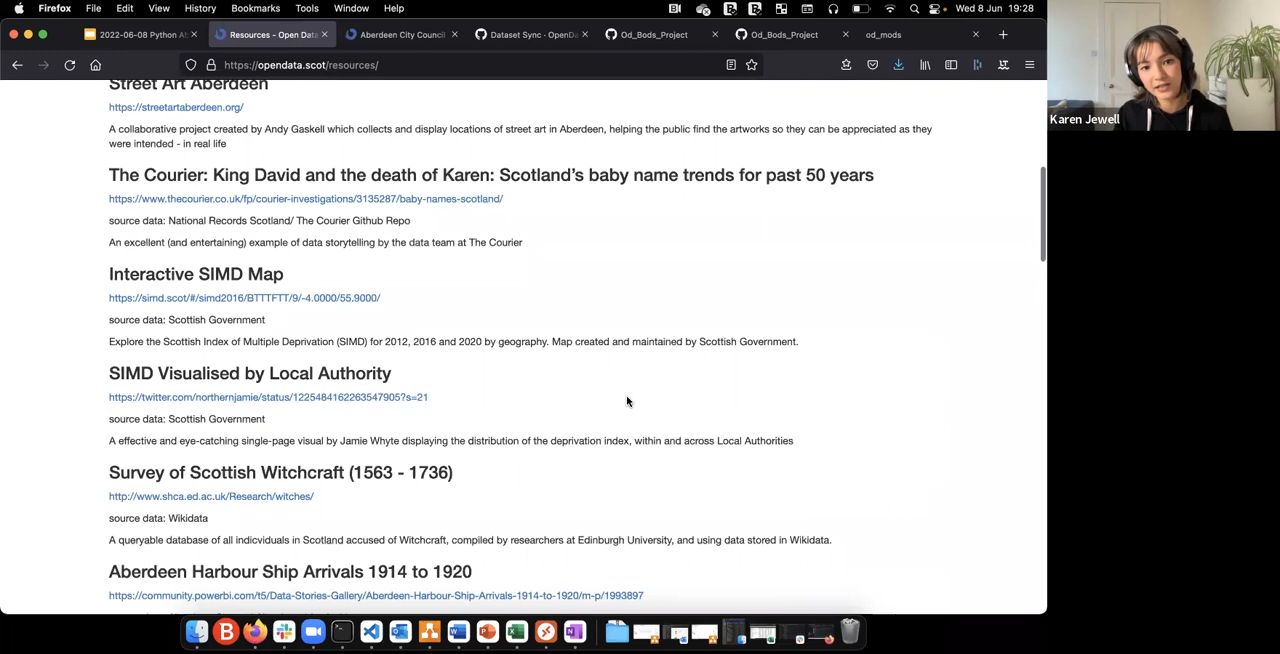 Firefox File Edit View History Bookmarks Tools Window Help Wed 8 Jun 19:28
2022-06-08 Python A
Resources - Open Data
Aberdeen City Council
Dataset Sync · OpenDa
Od_Bods_Project
Od_Bods_Project
od_mods
https://opendata.scot/resources/
Karen Jewell
Street Art Aberdeen
https://streetartaberdeen.org/
A collaborative project created by Andy Gaskell which collects and display locations of street art in Aberdeen, helping the public find the artworks so they can be appreciated as they
were intended - in real life
The Courier: King David and the death of Karen: Scotland's baby name trends for past 50 years
https://www.thecourier.co.uk/fp/courier-investigations/3135287/baby-names-scotland/
source data: National Records Scotland/ The Courier Github Repo
An excellent (and entertaining) example of data storytelling by the data team at The Courier
Interactive SIMD Map
https://simd.scot/#/simd2016/BTTTFTT/9/-4.0000/55.9000/
source data: Scottish Government
Explore the Scottish Index of Multiple Deprivation (SIMD) for 2012, 2016 and 2020 by geography. Map created and maintained by Scottish Government.
SIMD Visualised by Local Authority
https://twitter.com/northernjamie/status/1225484162263547905?s=21
source data: Scottish Government
A effective and eye-catching single-page visual by Jamie Whyte displaying the distribution of the deprivation index, within and across Local Authorities
Survey of Scottish Witchcraft (1563 - 1736)
http://www.shca.ed.ac.uk/Research/witches/
source data: Wikidata
A queryable database of all indicviduals in Scotland accused of Witchcraft, compiled by researchers at Edinburgh University, and using data stored in Wikidata.
Aberdeen Harbour Ship Arrivals 1914 to 1920
https://community.powerbi.com/t5/Data-Stories-Gallery/Aberdeen-Harbour-Ship-Arrivals-1914-to-1920/m-p/1993897